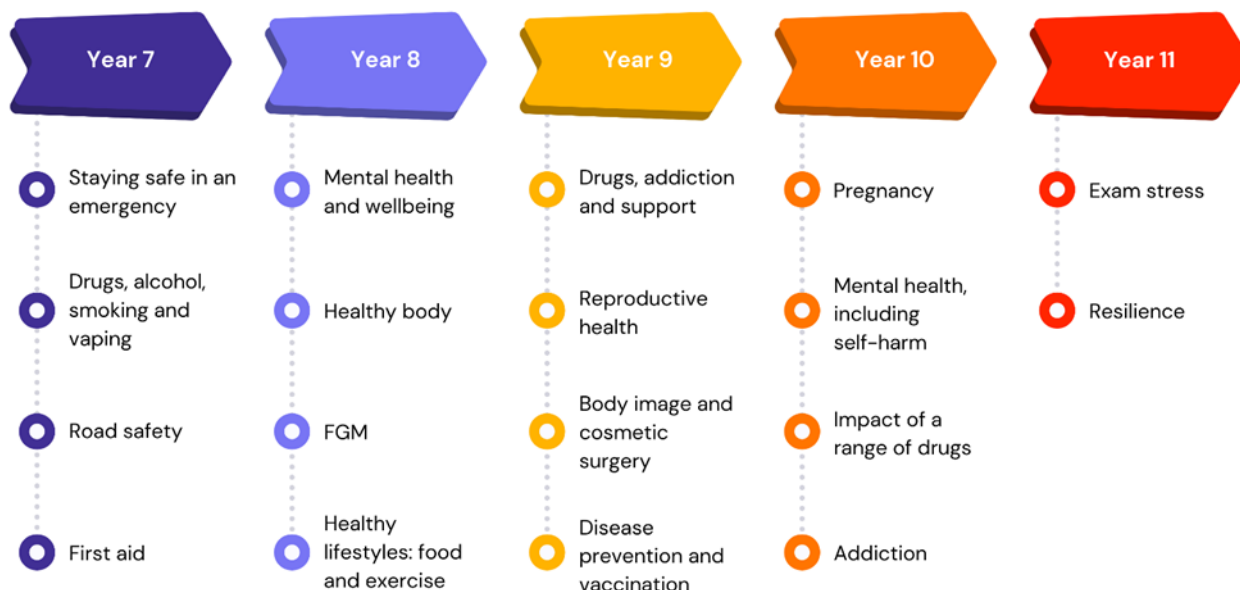 Year 7
Staying safe in an
emergency
Drugs, alcohol,
smoking and
vaping
Road safety
First aid
Year 8
Mental health
and wellbeing
Healthy body
FGM
Healthy
lifestyles: food
and exercise
Year 9
Drugs, addiction
and support
Reproductive
health
Body image and
cosmetic
surgery
Disease
prevention and
vaccination
Year 10
Pregnancy
Mental health,
including
self-harm
Impact of a
range of drugs
Addiction
Year 11
Exam stress
Resilience